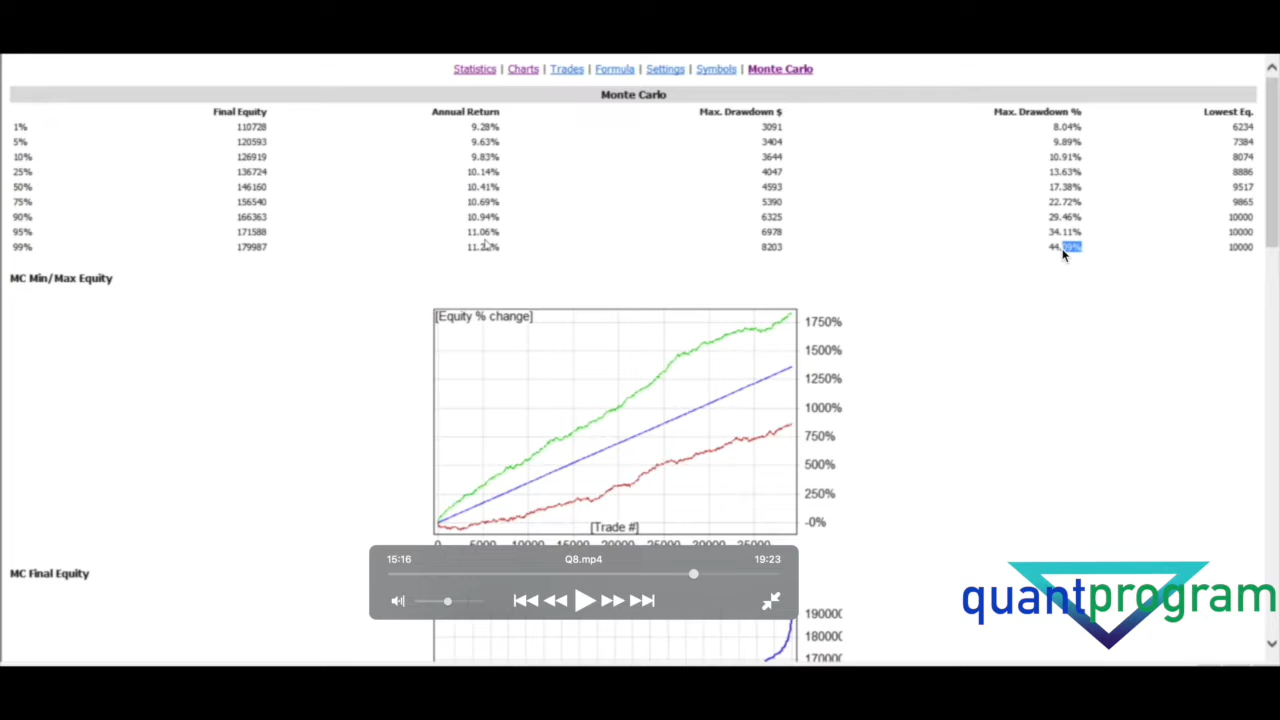 Statistics | Charts | Trades | Formula | Settings | Symbols | Monte Carlo
Monte Carlo
Final Equity Annual Return Max. Drawdown $ Max. Drawdown % Lowest Eq.
1% 110728 9.28% 3091 8.04% 6234
5% 120593 9.63% 3404 9.89% 7384
10% 126919 9.83% 3644 10.91% 8074
25% 136724 10.14% 4047 13.63% 8886
50% 146160 10.41% 4593 17.38% 9517
75% 156540 10.69% 5390 22.72% 9865
90% 166363 10.94% 6325 29.46% 10000
95% 171588 11.06% 6978 34.11% 10000
99% 179987 8203 10000
MC Min/Max Equity
[Equity % change]
1750%
1500%
1250%
1000%
750%
500%
250%
-0%
[Trade #]
0 5000 10000 15000 20000 25000 30000 35000
15:16 Q8.mp4 19:23
MC Final Equity
quantprogram